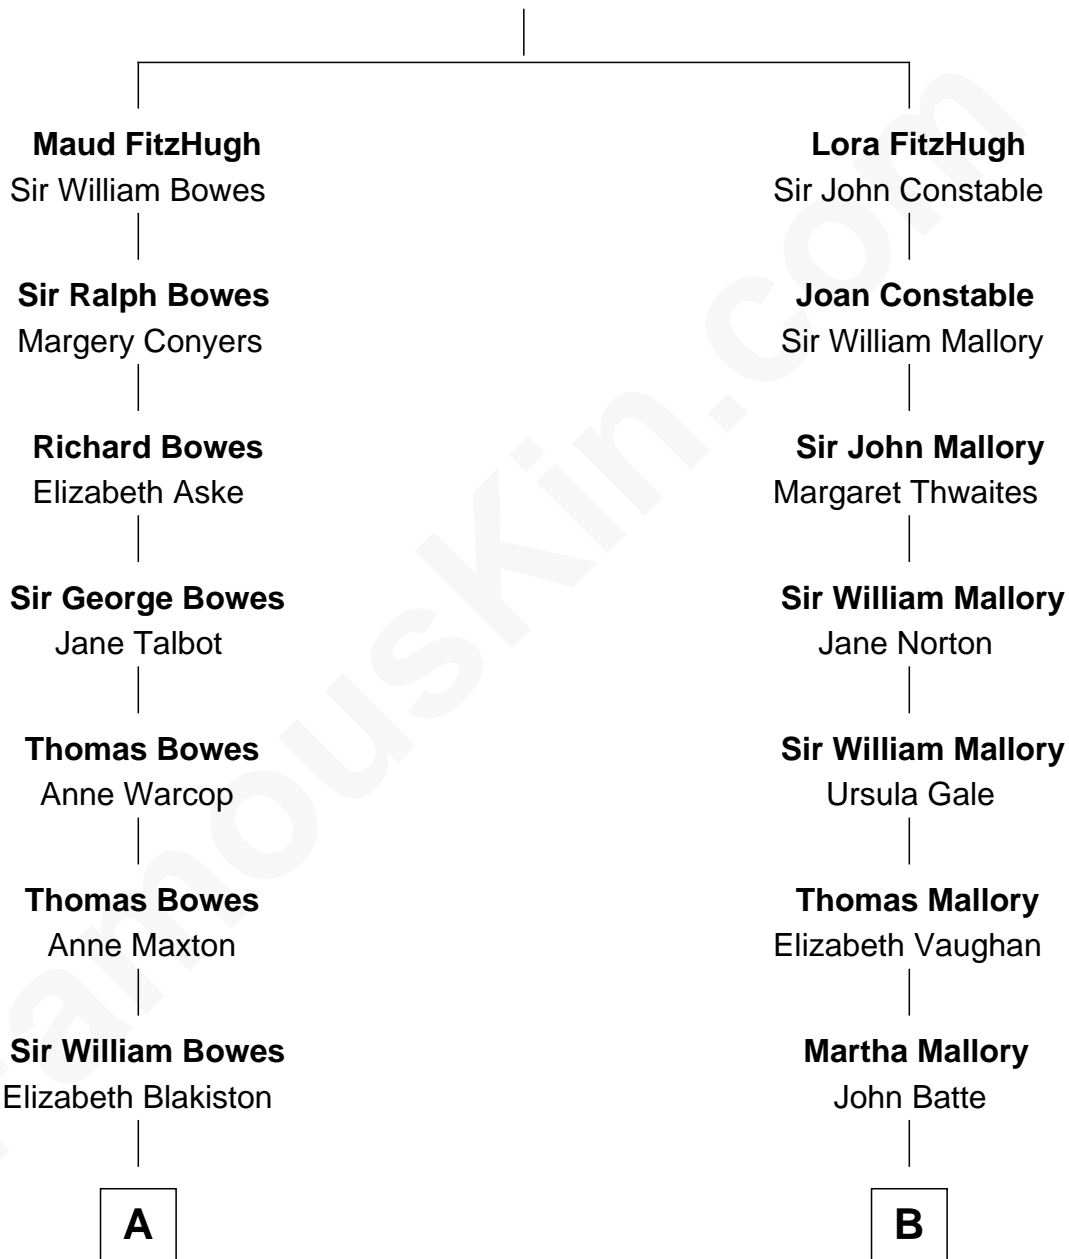 Maud FitzHugh
Sir William Bowes
Lora FitzHugh
Sir John Constable
Sir Ralph Bowes
Margery Conyers
Joan Constable
Sir William Mallory
Richard Bowes
Elizabeth Aske
Sir John Mallory
Margaret Thwaites
Sir George Bowes
Jane Talbot
Sir William Mallory
Jane Norton
Thomas Bowes
Anne Warcop
Sir William Mallory
Ursula Gale
Thomas Bowes
Anne Maxton
Thomas Mallory
Elizabeth Vaughan
Sir William Bowes
Elizabeth Blakiston
Martha Mallory
John Batte
A
B
FamousKin.com